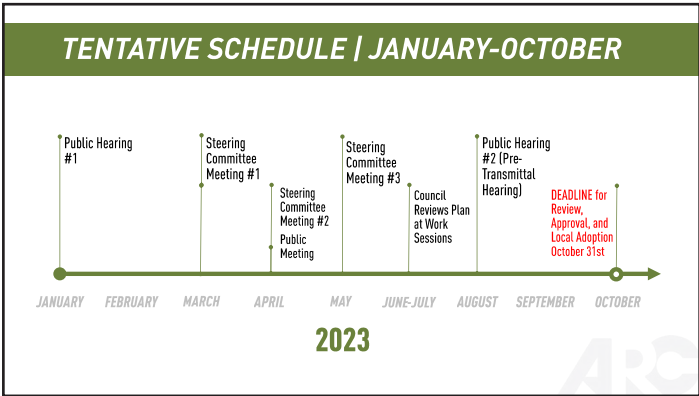 TENTATIVE SCHEDULE | JANUARY-OCTOBER
Public Hearing
#1
Steering
Committee
Meeting #1
Steering
Committee
Meeting #2
Public
Meeting
Steering
Committee
Meeting #3
Council
Reviews Plan
at Work
Sessions
Public Hearing
#2 (Pre-
Transmittal
Hearing)
DEADLINE for
Review,
Approval, and
Local Adoption
October 31st
JANUARY
FEBRUARY
MARCH
APRIL
MAY
JUNE-JULY
AUGUST
SEPTEMBER
OCTOBER
2023
ARC